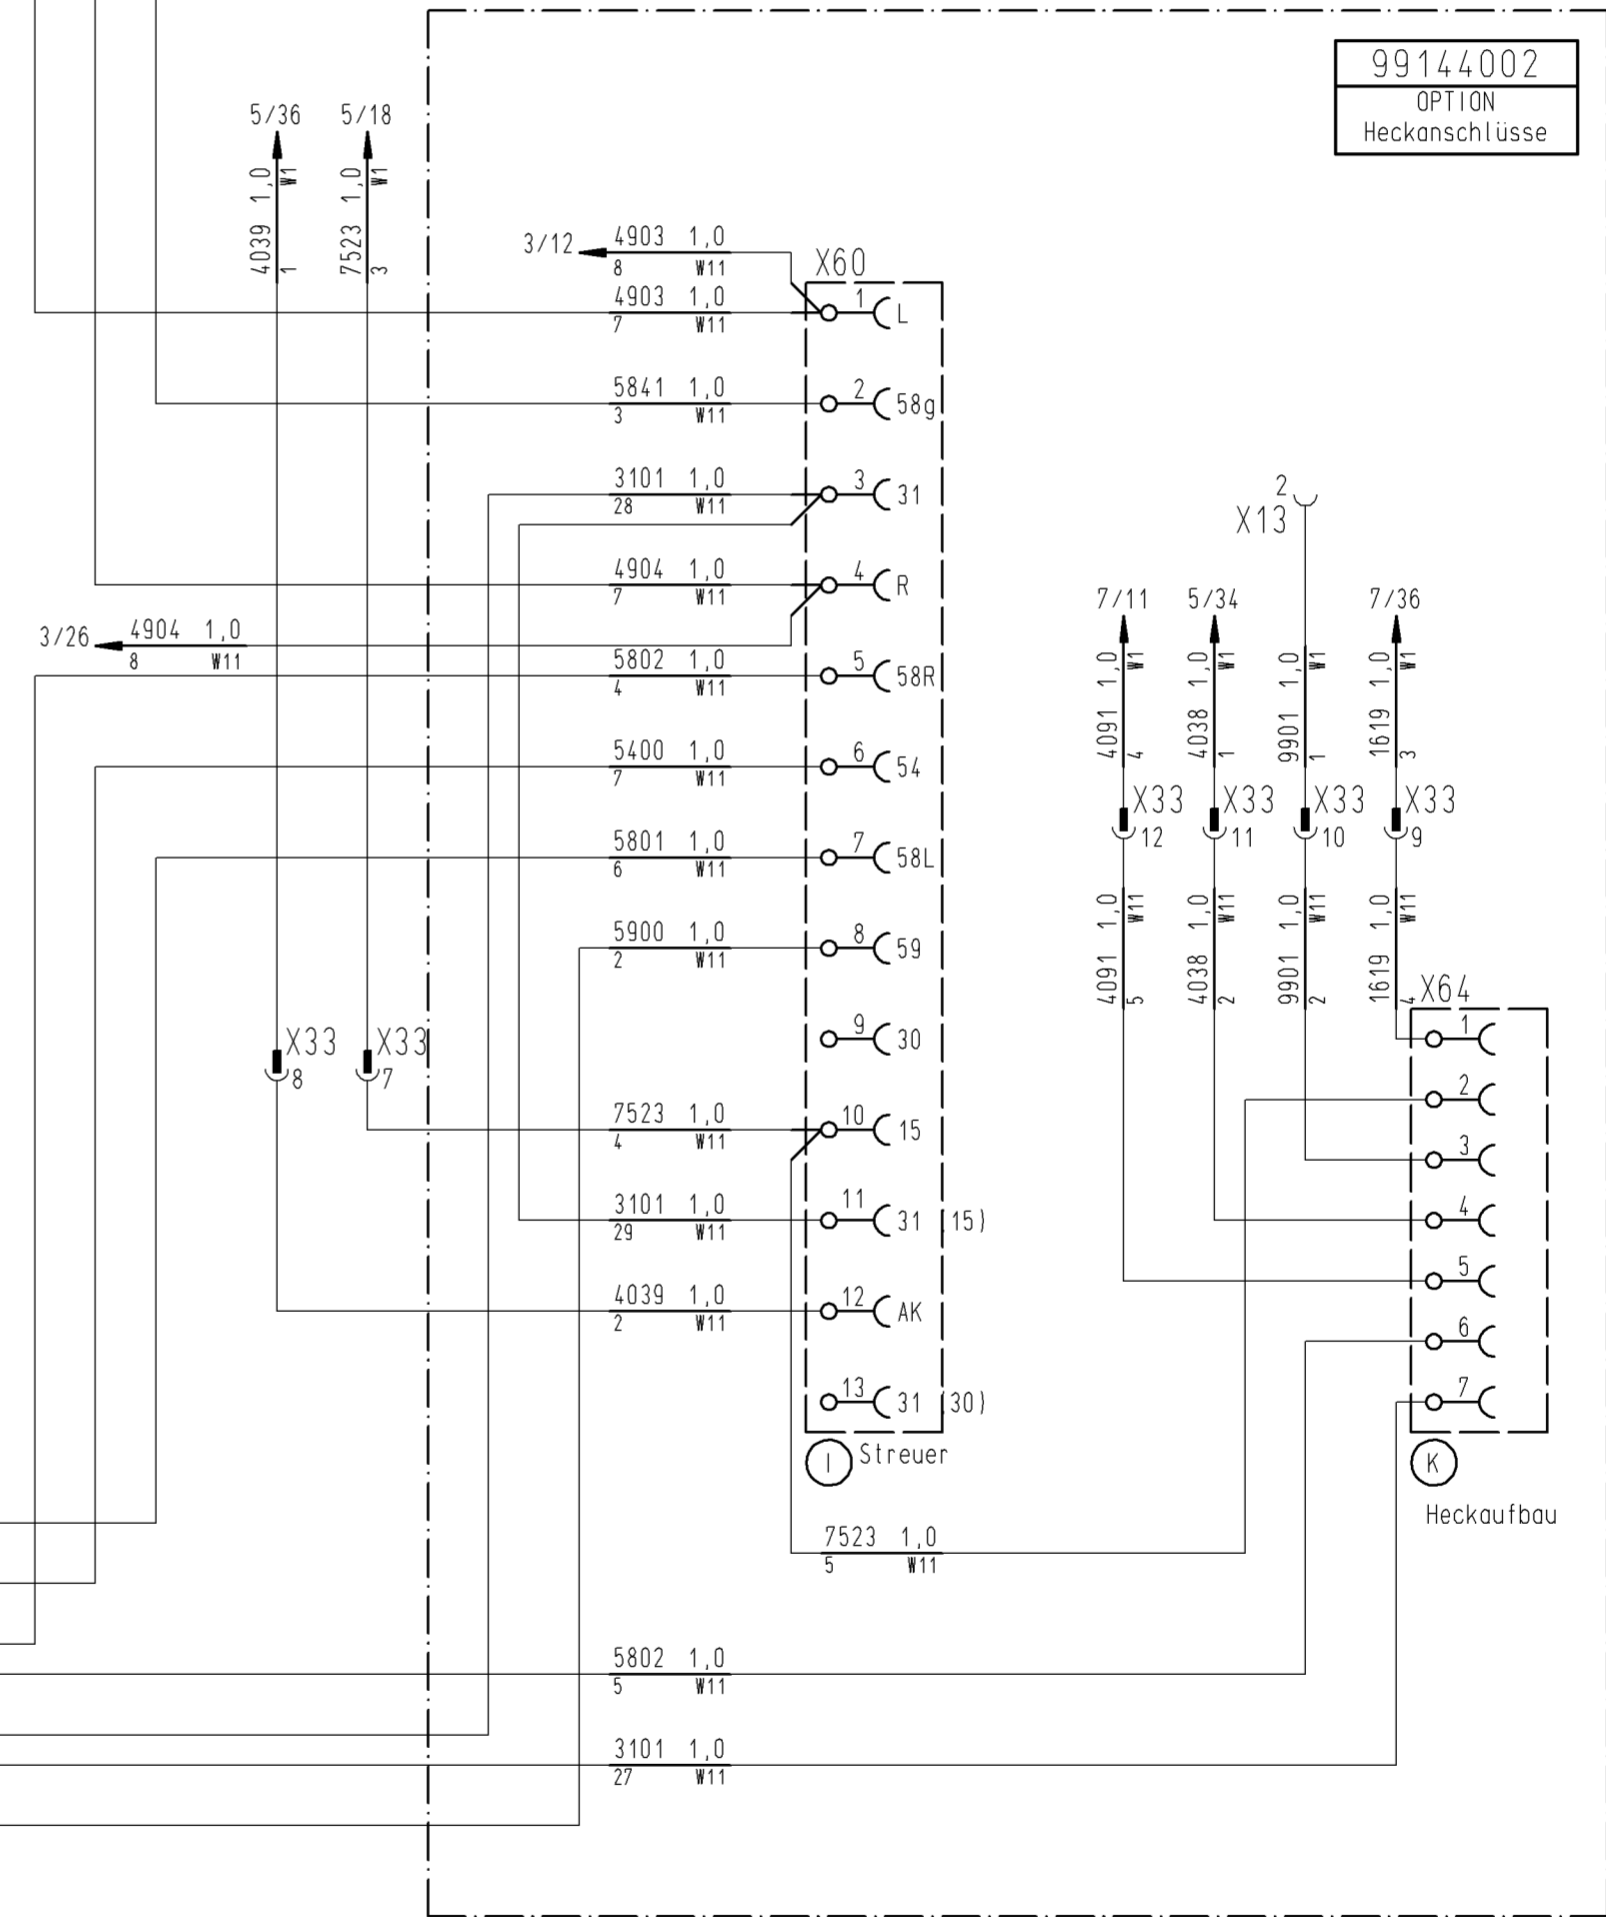 99144002
OPTION
Heckanschlüsse
5/36 5/18
4039 1,0
1 W1
7523 1,0
3 W1
3/12 4903 1,0
8 W11
X60
4903 1,0
7 W11
1 L
5841 1,0
3 W11
2 58g
3101 1,0
28 W11
3 31
4904 1,0
7 W11
4 R
3/26 4904 1,0
8 W11
5802 1,0
4 W11
5 58R
5400 1,0
7 W11
6 54
5801 1,0
6 W11
7 58L
5900 1,0
2 W11
8 59
9 30
X33
8
X33
7
7523 1,0
4 W11
10 15
3101 1,0
29 W11
11 31 (15)
4039 1,0
2 W11
12 AK
13 31 (30)
I Streuer
7523 1,0
5 W11
5802 1,0
5 W11
3101 1,0
27 W11
2
X13
7/11 5/34 7/36
4091 1,0
4 W1
4038 1,0
1 W1
9901 1,0
1 W1
1619 1,0
3 W1
X33 X33 X33 X33
12 11 10 9
4091 1,0
5 W11
4038 1,0
2 W11
9901 1,0
2 W11
1619 1,0
4 W11
X64
1
2
3
4
5
6
7
K
Heckaufbau